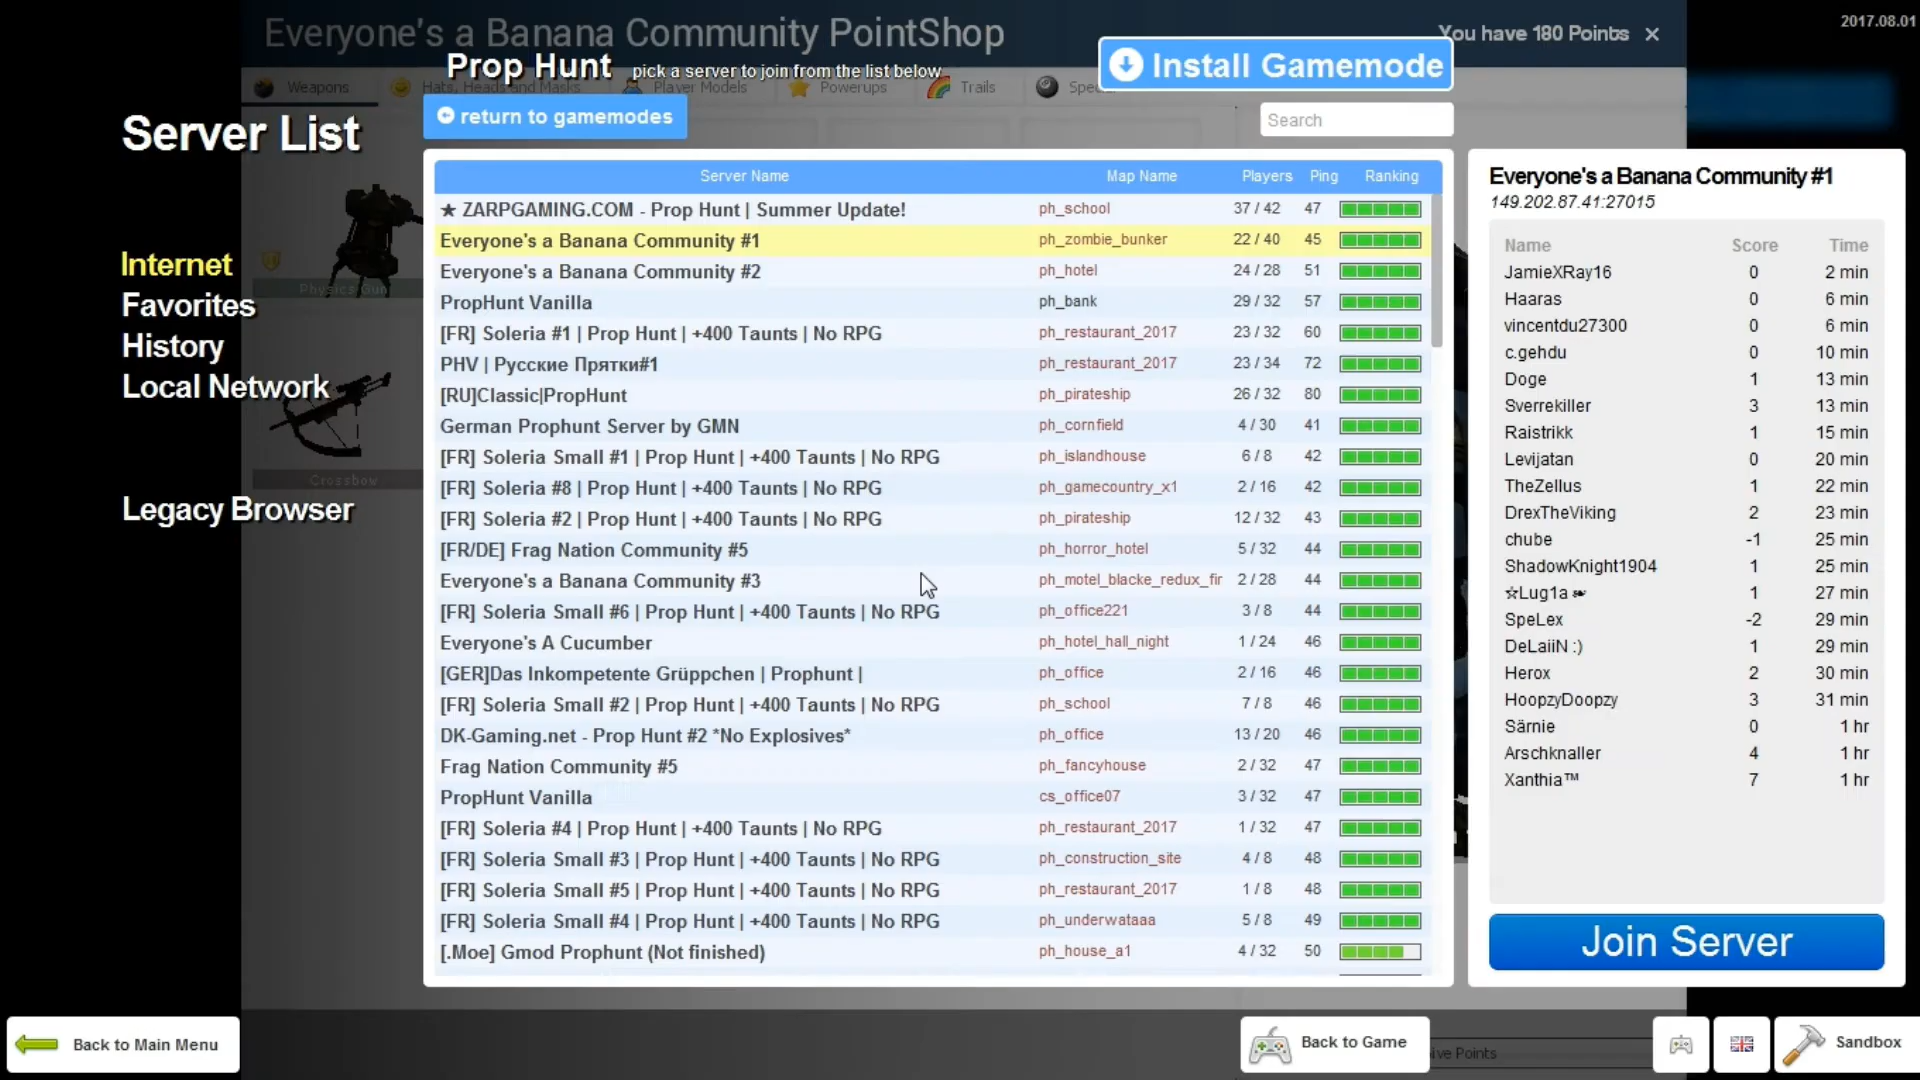 Everyone's a Banana Community PointShop
You have 180 Points
2017.08.01
Prop Hunt pick a server to join from the list below
Install Gamemode
Weapons Hats, Heads and Masks Player Models Powerups Trails
return to gamemodes
Search
Server List
Internet
Favorites
History
Local Network
Legacy Browser
Physics Gun
Crossbow
Server Name Map Name Players Ping Ranking
★ ZARPGAMING.COM - Prop Hunt | Summer Update! ph_school 37 / 42 47
Everyone's a Banana Community #1 ph_zombie_bunker 22 / 40 45
Everyone's a Banana Community #2 ph_hotel 24 / 28 51
PropHunt Vanilla ph_bank 29 / 32 57
[FR] Soleria #1 | Prop Hunt | +400 Taunts | No RPG ph_restaurant_2017 23 / 32 60
PHV | Русские Прятки#1 ph_restaurant_2017 23 / 34 72
[RU]Classic|PropHunt ph_pirateship 26 / 32 80
German Prophunt Server by GMN ph_cornfield 4 / 30 41
[FR] Soleria Small #1 | Prop Hunt | +400 Taunts | No RPG ph_islandhouse 6 / 8 42
[FR] Soleria #8 | Prop Hunt | +400 Taunts | No RPG ph_gamecountry_x1 2 / 16 42
[FR] Soleria #2 | Prop Hunt | +400 Taunts | No RPG ph_pirateship 12 / 32 43
[FR/DE] Frag Nation Community #5 ph_horror_hotel 5 / 32 44
Everyone's a Banana Community #3 ph_motel_blacke_redux_fir 2 / 28 44
[FR] Soleria Small #6 | Prop Hunt | +400 Taunts | No RPG ph_office221 3 / 8 44
Everyone's A Cucumber ph_hotel_hall_night 1 / 24 46
[GER]Das Inkompetente Grüppchen | Prophunt | ph_office 2 / 16 46
[FR] Soleria Small #2 | Prop Hunt | +400 Taunts | No RPG ph_school 7 / 8 46
DK-Gaming.net - Prop Hunt #2 *No Explosives* ph_office 13 / 20 46
Frag Nation Community #5 ph_fancyhouse 2 / 32 47
PropHunt Vanilla cs_office07 3 / 32 47
[FR] Soleria #4 | Prop Hunt | +400 Taunts | No RPG ph_restaurant_2017 1 / 32 47
[FR] Soleria Small #3 | Prop Hunt | +400 Taunts | No RPG ph_construction_site 4 / 8 48
[FR] Soleria Small #5 | Prop Hunt | +400 Taunts | No RPG ph_restaurant_2017 1 / 8 48
[FR] Soleria Small #4 | Prop Hunt | +400 Taunts | No RPG ph_underwataaa 5 / 8 49
[.Moe] Gmod Prophunt (Not finished) ph_house_a1 4 / 32 50
Everyone's a Banana Community #1
149.202.87.41:27015
Name Score Time
JamieXRay16 0 2 min
Haaras 0 6 min
vincentdu27300 0 6 min
c.gehdu 0 10 min
Doge 1 13 min
Sverrekiller 3 13 min
Raistrikk 1 15 min
Levijatan 0 20 min
TheZellus 1 22 min
DrexTheViking 2 23 min
chube -1 25 min
ShadowKnight1904 1 25 min
☆Lug1a ❧ 1 27 min
SpeLex -2 29 min
DeLaiiN :) 1 29 min
Herox 2 30 min
HoopzyDoopzy 3 31 min
Särnie 0 1 hr
Arschknaller 4 1 hr
Xanthia™ 7 1 hr
Join Server
Back to Main Menu
Back to Game
Points
Sandbox